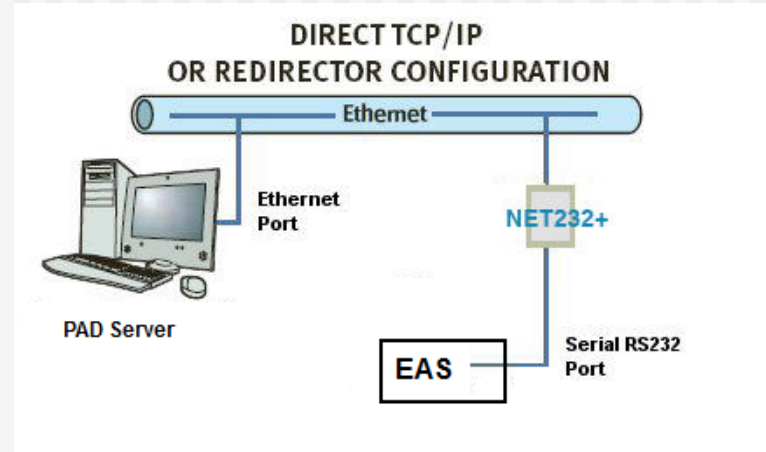 DIRECT TCP/IP
OR REDIRECTOR CONFIGURATION
Ethernet
Ethernet
Port
NET232+
PAD Server
EAS
Serial RS232
Port